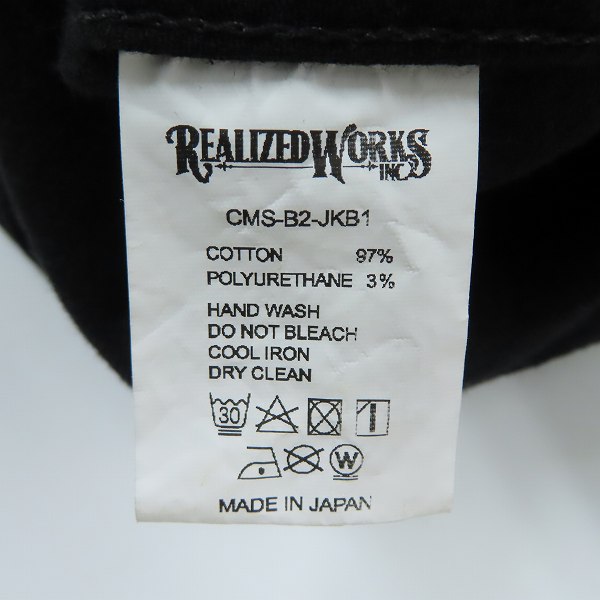 REALIZEDWORKS
INC.
CMS-B2-JKB1
COTTON 97%
POLYURETHANE 3%
HAND WASH
DO NOT BLEACH
COOL IRON
DRY CLEAN
30
W
MADE IN JAPAN